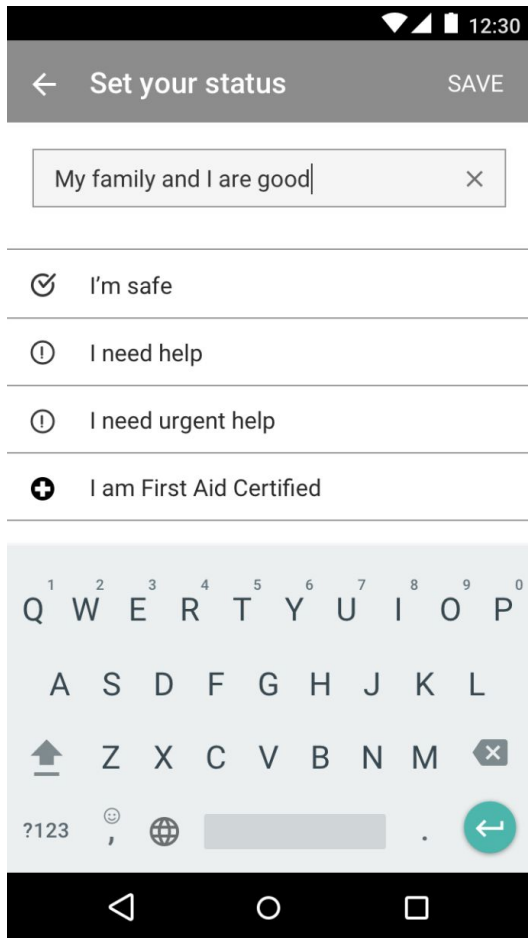 12:30
Set your status SAVE
My family and I are good
I’m safe
I need help
I need urgent help
I am First Aid Certified
1 2 3 4 5 6 7 8 9 0
Q W E R T Y U I O P
A S D F G H J K L
Z X C V B N M
?123 , .